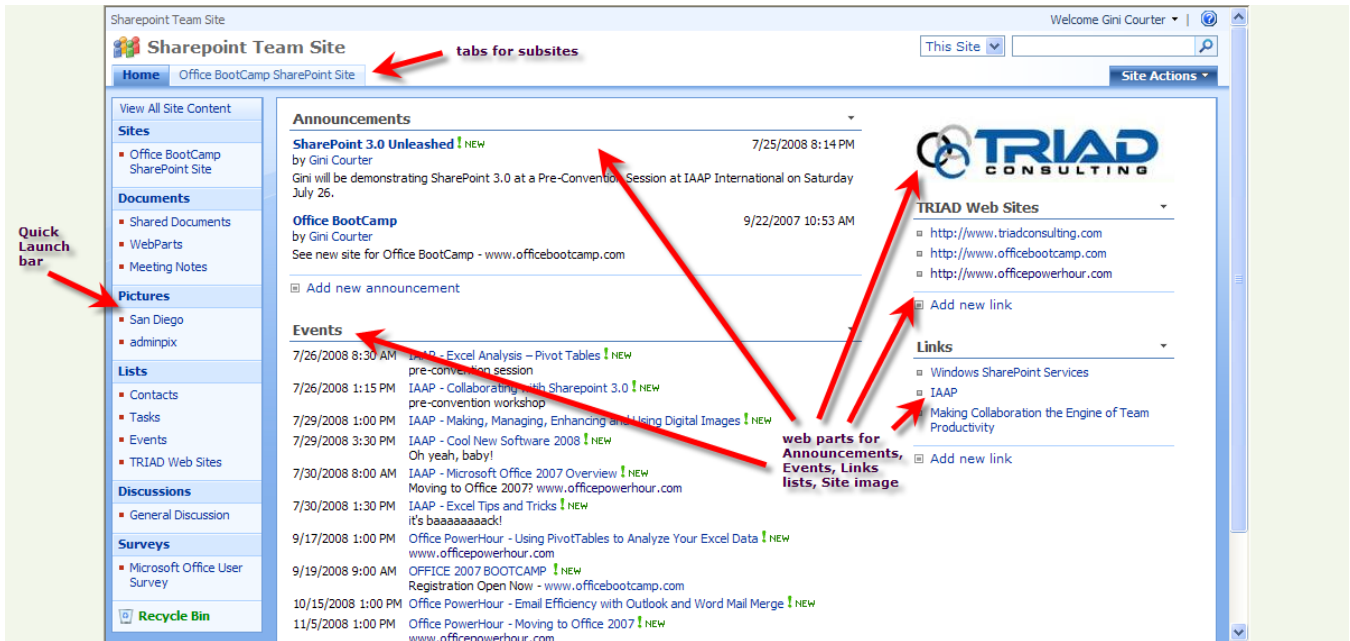 Sharepoint Team Site
Welcome Gini Courter
Sharepoint Team Site
tabs for subsites
This Site
Home
Office BootCamp SharePoint Site
Site Actions
View All Site Content
Sites
Office BootCamp
SharePoint Site
Documents
Shared Documents
WebParts
Meeting Notes
Pictures
San Diego
adminpix
Lists
Contacts
Tasks
Events
TRIAD Web Sites
Discussions
General Discussion
Surveys
Microsoft Office User
Survey
Recycle Bin
Quick
Launch
bar
Announcements
SharePoint 3.0 Unleashed ! NEW 7/25/2008 8:14 PM
by Gini Courter
Gini will be demonstrating SharePoint 3.0 at a Pre-Convention Session at IAAP International on Saturday
July 26.
Office BootCamp 9/22/2007 10:53 AM
by Gini Courter
See new site for Office BootCamp - www.officebootcamp.com
Add new announcement
Events
7/26/2008 8:30 AM IAAP - Excel Analysis – Pivot Tables ! NEW
pre-convention session
7/26/2008 1:15 PM IAAP - Collaborating with Sharepoint 3.0 ! NEW
pre-convention workshop
7/29/2008 1:00 PM IAAP - Making, Managing, Enhancing and Using Digital Images ! NEW
7/29/2008 3:30 PM IAAP - Cool New Software 2008 ! NEW
Oh yeah, baby!
7/30/2008 8:00 AM IAAP - Microsoft Office 2007 Overview ! NEW
Moving to Office 2007? www.officepowerhour.com
7/30/2008 1:30 PM IAAP - Excel Tips and Tricks ! NEW
it's baaaaaaack!
9/17/2008 1:00 PM Office PowerHour - Using PivotTables to Analyze Your Excel Data ! NEW
www.officepowerhour.com
9/19/2008 9:00 AM OFFICE 2007 BOOTCAMP ! NEW
Registration Open Now - www.officebootcamp.com
10/15/2008 1:00 PM Office PowerHour - Email Efficiency with Outlook and Word Mail Merge ! NEW
11/5/2008 1:00 PM Office PowerHour - Moving to Office 2007 ! NEW
www.officepowerhour.com
web parts for
Announcements,
Events, Links
lists, Site image
TRIAD
CONSULTING
TRIAD Web Sites
http://www.triadconsulting.com
http://www.officebootcamp.com
http://www.officepowerhour.com
Add new link
Links
Windows SharePoint Services
IAAP
Making Collaboration the Engine of Team
Productivity
Add new link